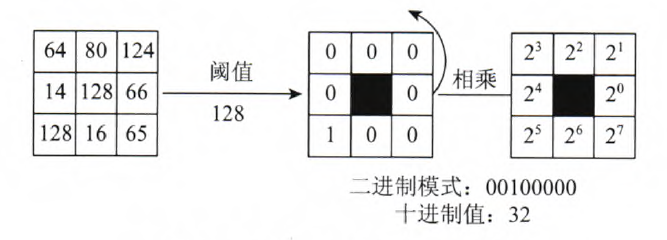 64 80 124
14 128 66
128 16 65
阈值
128
0 0 0
0 0
1 0 0
相乘
2³ 2² 2¹
2⁴ 2⁰
2⁵ 2⁶ 2⁷
二进制模式：00100000
十进制值：32